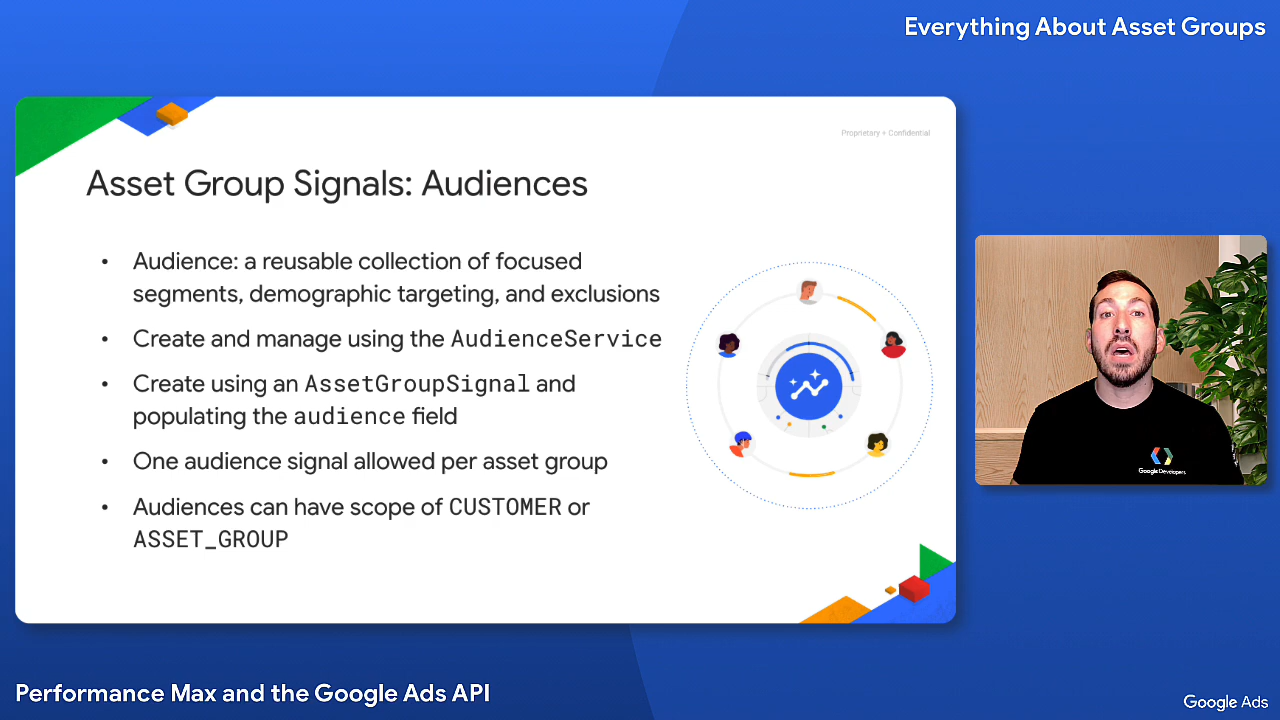 Everything About Asset Groups
Proprietary + Confidential
Asset Group Signals: Audiences
• Audience: a reusable collection of focused
segments, demographic targeting, and exclusions
• Create and manage using the AudienceService
• Create using an AssetGroupSignal and
populating the audience field
• One audience signal allowed per asset group
• Audiences can have scope of CUSTOMER or
ASSET_GROUP
Google Developers
Performance Max and the Google Ads API
Google Ads